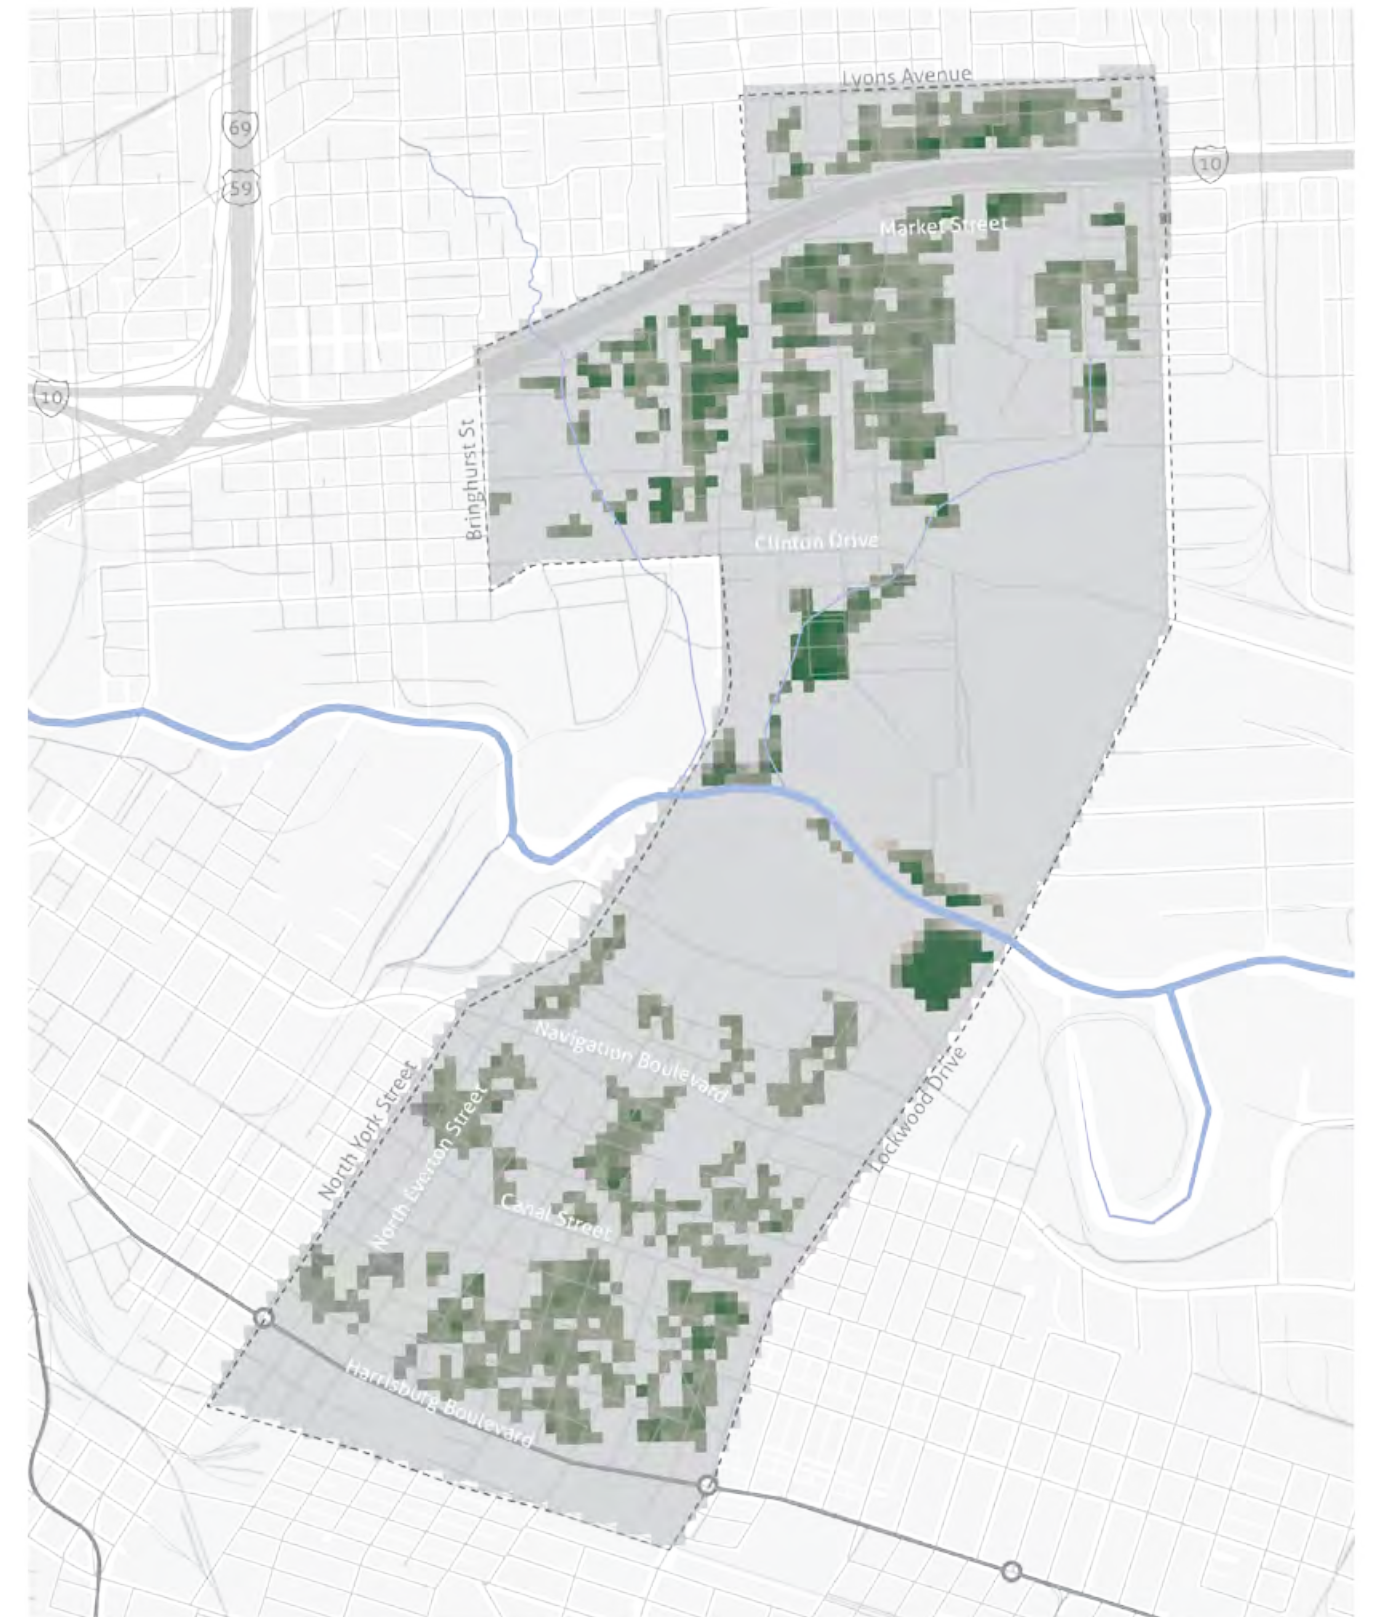 Lyons Avenue
69
59
10
Market Street
10
Bringhurst St
Clinton Drive
Navigation Boulevard
North York Street
North Everton Street
Lockwood Drive
Canal Street
Harrisburg Boulevard